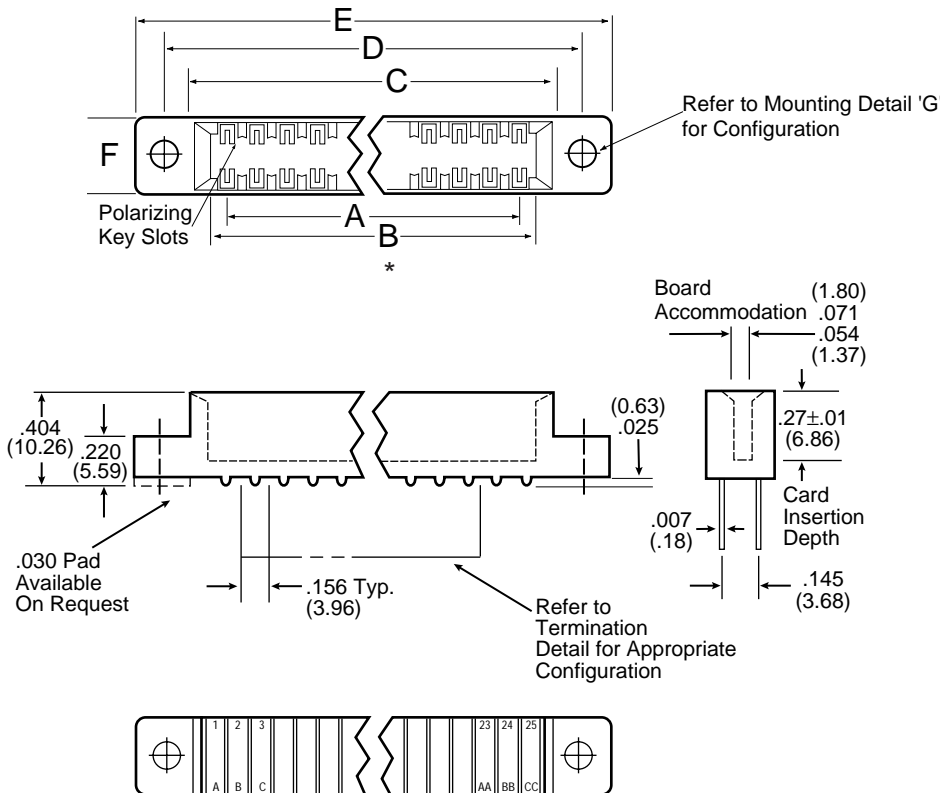 E
D
C
Refer to Mounting Detail 'G'
for Configuration
F
Polarizing
Key Slots
A
B
*
Board
Accommodation
(1.80)
.071
.054
(1.37)
.404
(10.26)
.220
(5.59)
(0.63)
.025
.27±.01
(6.86)
Card
Insertion
Depth
.007
(.18)
.145
(3.68)
.030 Pad
Available
On Request
.156 Typ.
(3.96)
Refer to
Termination
Detail for Appropriate
Configuration
1 2 3 23 24 25
A B C AA BB CC